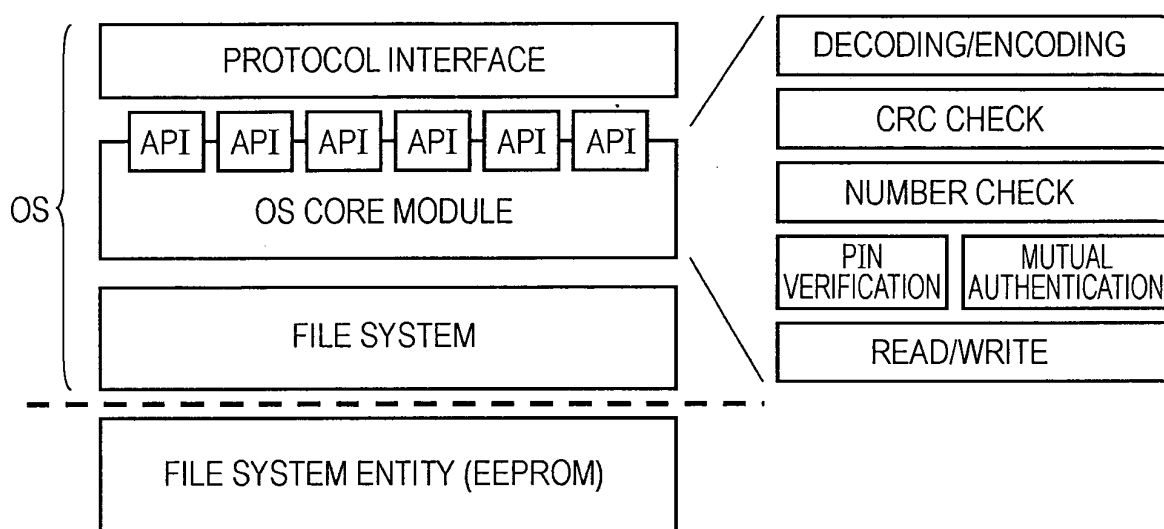 PROTOCOL INTERFACE
API API API API API API
OS CORE MODULE
OS
FILE SYSTEM
FILE SYSTEM ENTITY (EEPROM)
DECODING/ENCODING
CRC CHECK
NUMBER CHECK
PIN
VERIFICATION
MUTUAL
AUTHENTICATION
READ/WRITE